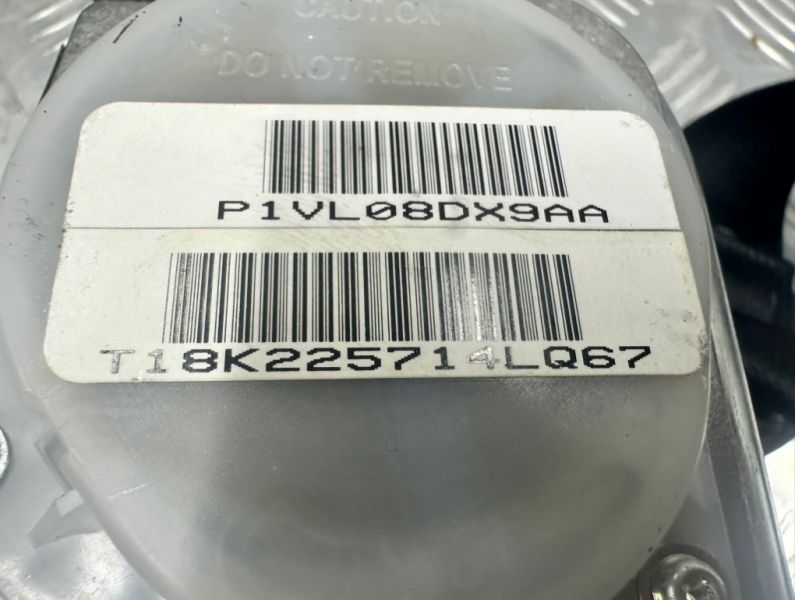 CAUTION
DO NOT REMOVE
P1VL08DX9AA
T18K225714LQ67